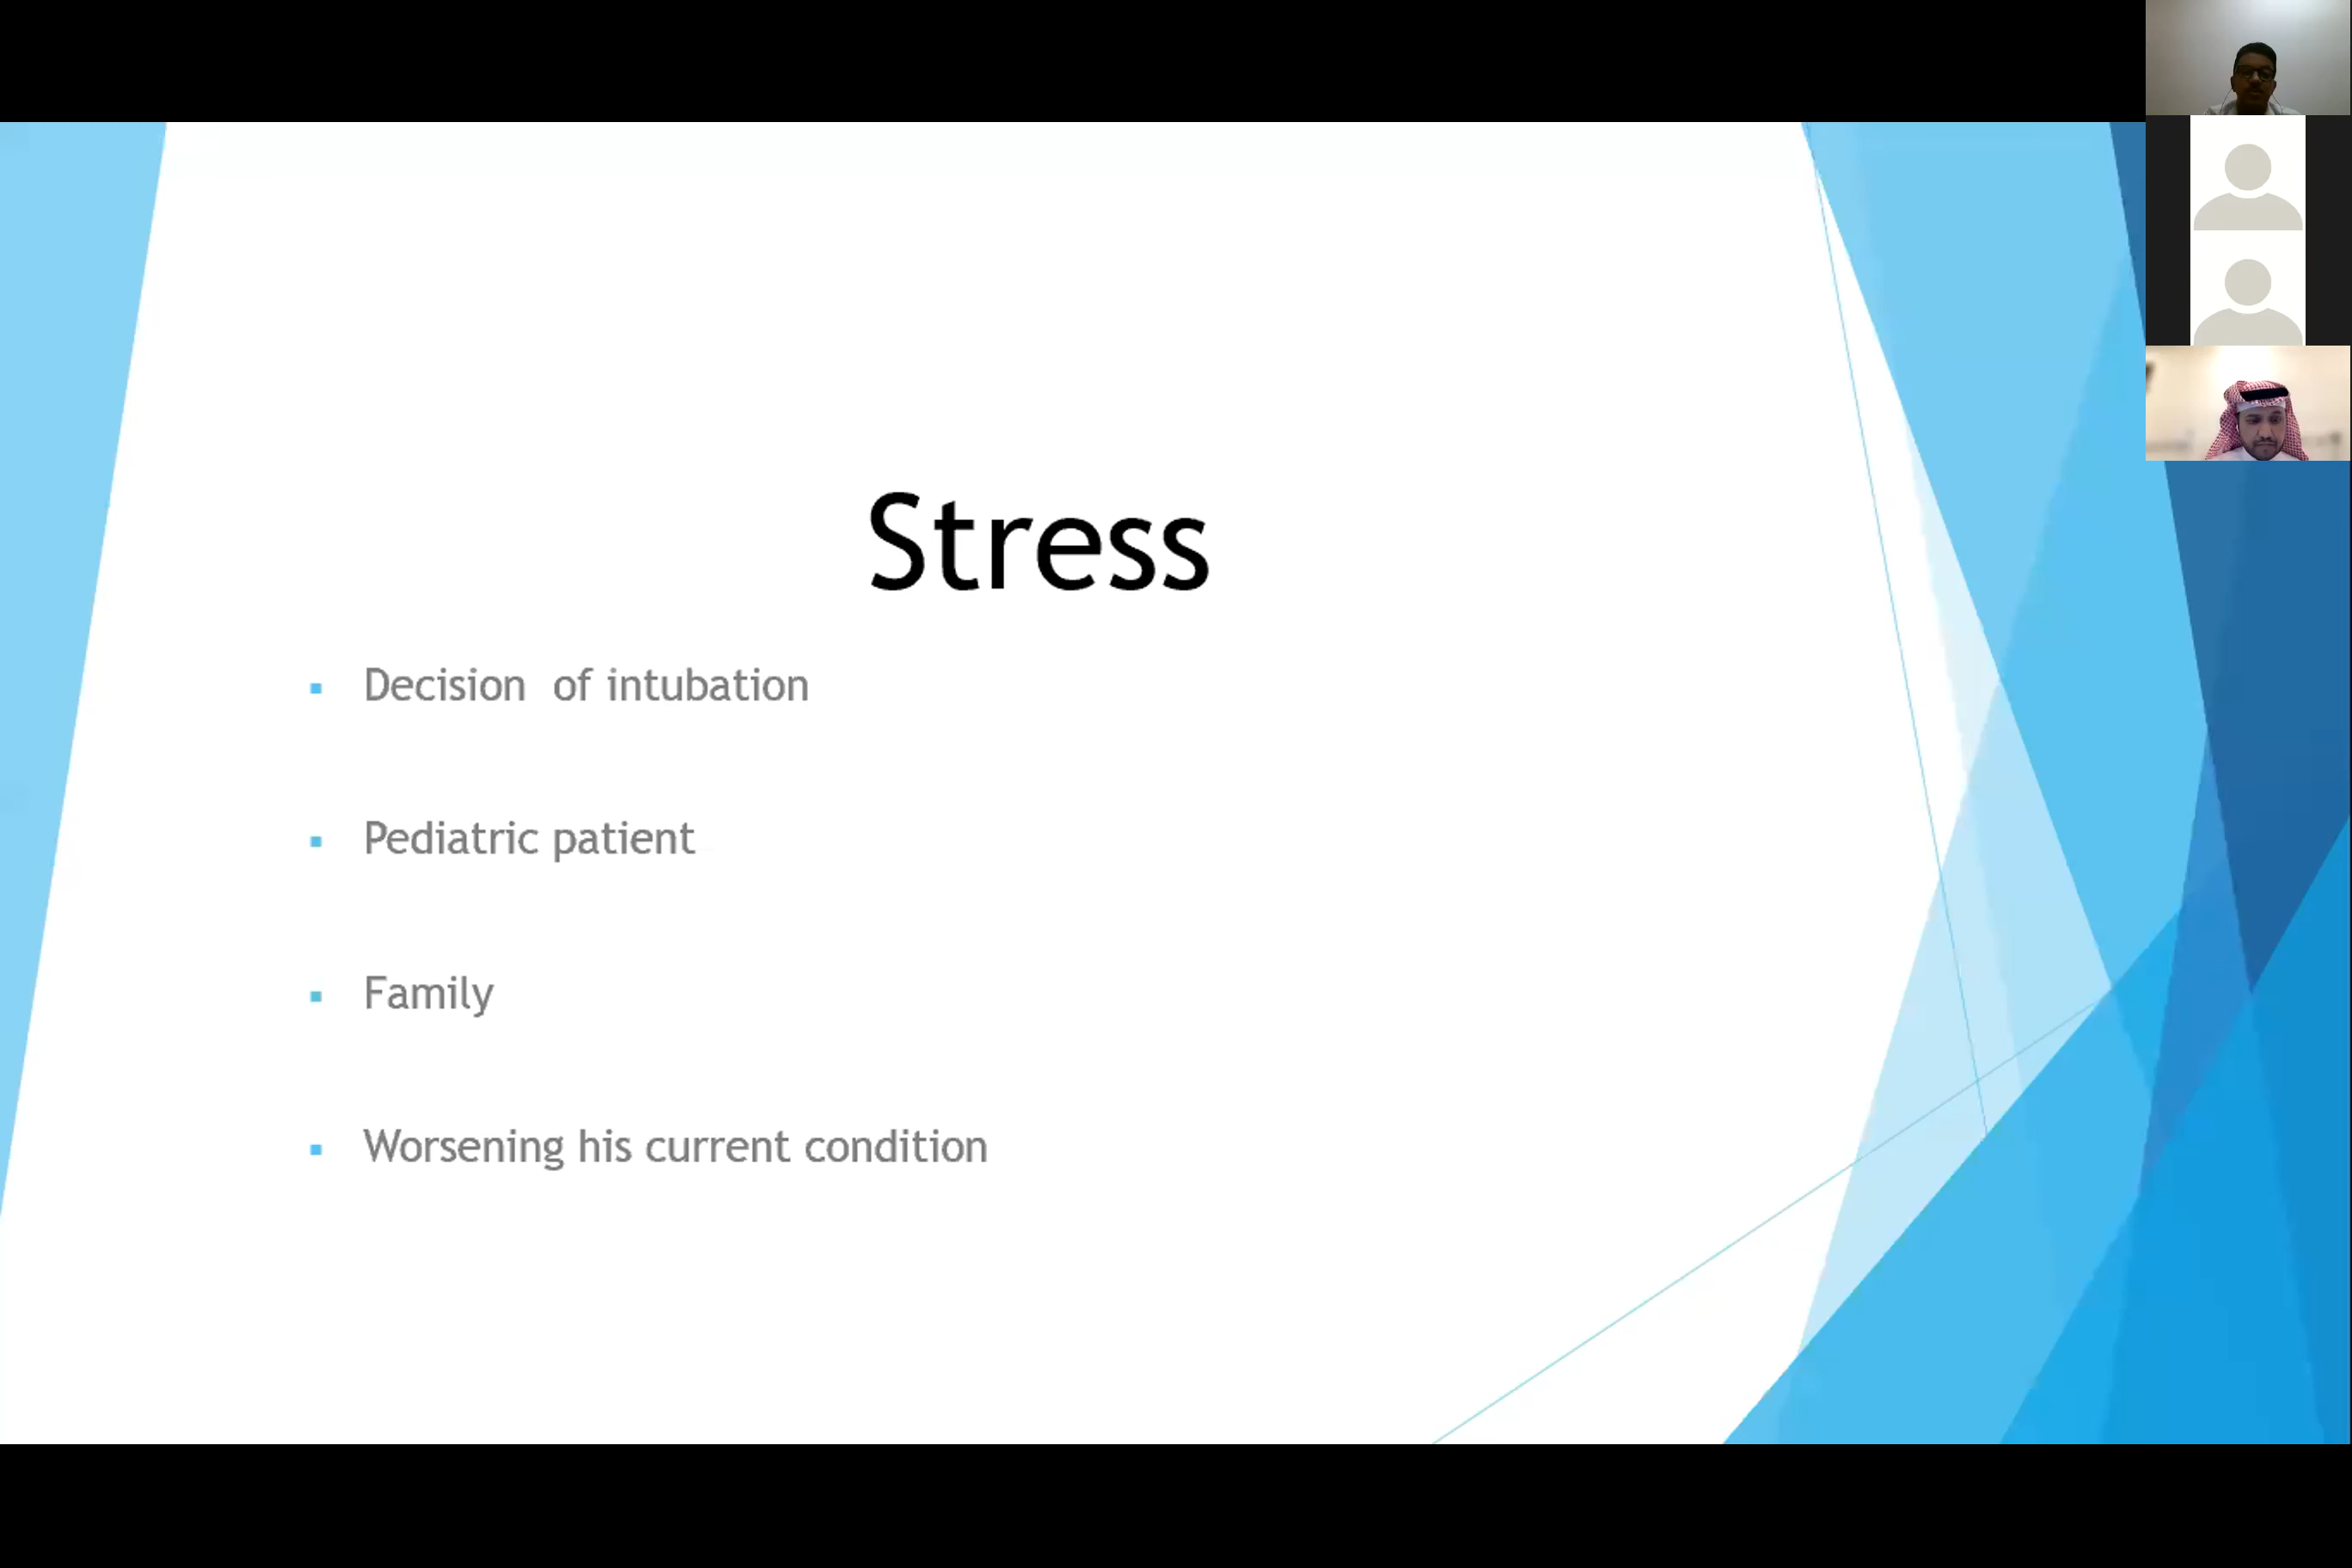 Stress
Decision of intubation
Pediatric patient
Family
Worsening his current condition